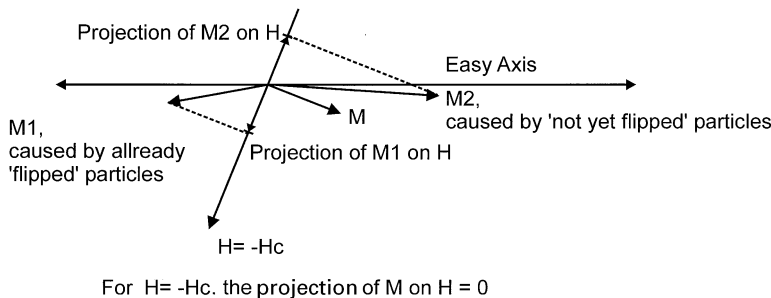 Projection of M2 on H
Easy Axis
M2,
caused by 'not yet flipped' particles
M
M1,
caused by allready
'flipped' particles
Projection of M1 on H
H= -Hc
For H= -Hc. the projection of M on H = 0